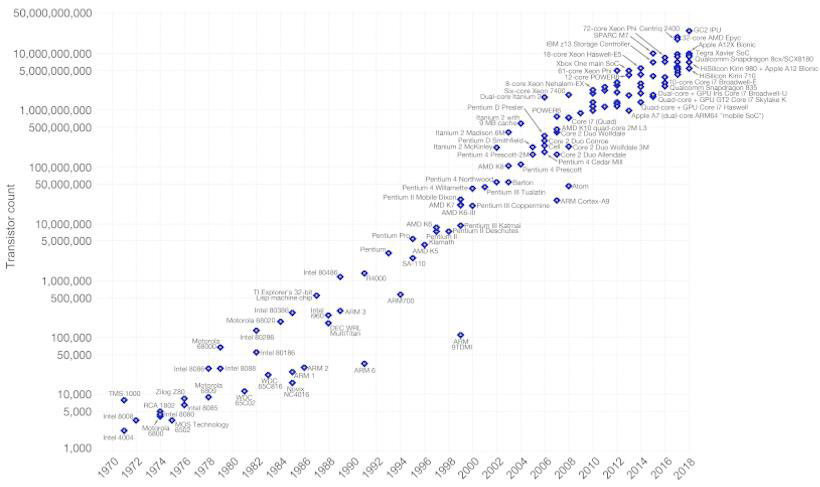 Transistor count
50,000,000,000
10,000,000,000
5,000,000,000
1,000,000,000
500,000,000
100,000,000
50,000,000
10,000,000
5,000,000
1,000,000
500,000
100,000
50,000
10,000
5,000
1,000
72-core Xeon Phi Centriq 2400
GC2 IPU
SPARC M7
32-core AMD Epyc
IBM z13 Storage Controller
Apple A12X Bionic
18-core Xeon Haswell-E5
Tegra Xavier SoC
Xbox One main SoC
Qualcomm Snapdragon 8cx/SCX8180
61-core Xeon Phi
HiSilicon Kirin 980 + Apple A12 Bionic
12-core POWER8
HiSilicon Kirin 710
8-core Xeon Nehalem-EX
10-core Core i7 Broadwell-E
Six-core Xeon 7400
Qualcomm Snapdragon 835
Dual-core Itanium 2
Dual-core + GPU Iris Core i7 Broadwell-U
Quad-core + GPU GT2 Core i7 Skylake K
Pentium D Presler
POWER6
Quad-core + GPU Core i7 Haswell
Itanium 2 with
9 MB cache
Core i7 (Quad)
Apple A7 (dual-core ARM64 "mobile SoC")
AMD K10 quad-core 2M L3
Itanium 2 Madison 6M
Core 2 Duo Wolfdale
Pentium D Smithfield
Core 2 Duo Conroe
Itanium 2 McKinley
Cell
Core 2 Duo Wolfdale 3M
Pentium 4 Prescott-2M
Core 2 Duo Allendale
Pentium 4 Cedar Mill
AMD K8
Pentium 4 Prescott
Pentium 4 Northwood
Barton
Atom
Pentium 4 Willamette
Pentium III Tualatin
Pentium II Mobile Dixon
ARM Cortex-A9
AMD K7
Pentium III Coppermine
AMD K6-III
AMD K6
Pentium III Katmai
Pentium II Deschutes
Pentium Pro
Pentium II
Klamath
Pentium
AMD K5
SA-110
Intel 80486
R4000
TI Explorer's 32-bit
Lisp machine chip
ARM700
Intel 80386
Intel
i960
ARM 3
Motorola 68020
DEC WRL
MultiTitan
Intel 80286
ARM
9TDMI
Motorola
68000
Intel 80186
Intel 8086
Intel 8088
ARM 2
ARM 6
WDC
65C816
ARM 1
Novix
NC4016
Motorola
6809
WDC
65C02
TMS 1000
Zilog Z80
RCA 1802
Intel 8085
Intel 8008
Intel 8080
Motorola
6800
MOS Technology
6502
Intel 4004
1970
1972
1974
1976
1978
1980
1982
1984
1986
1988
1990
1992
1994
1996
1998
2000
2002
2004
2006
2008
2010
2012
2014
2016
2018